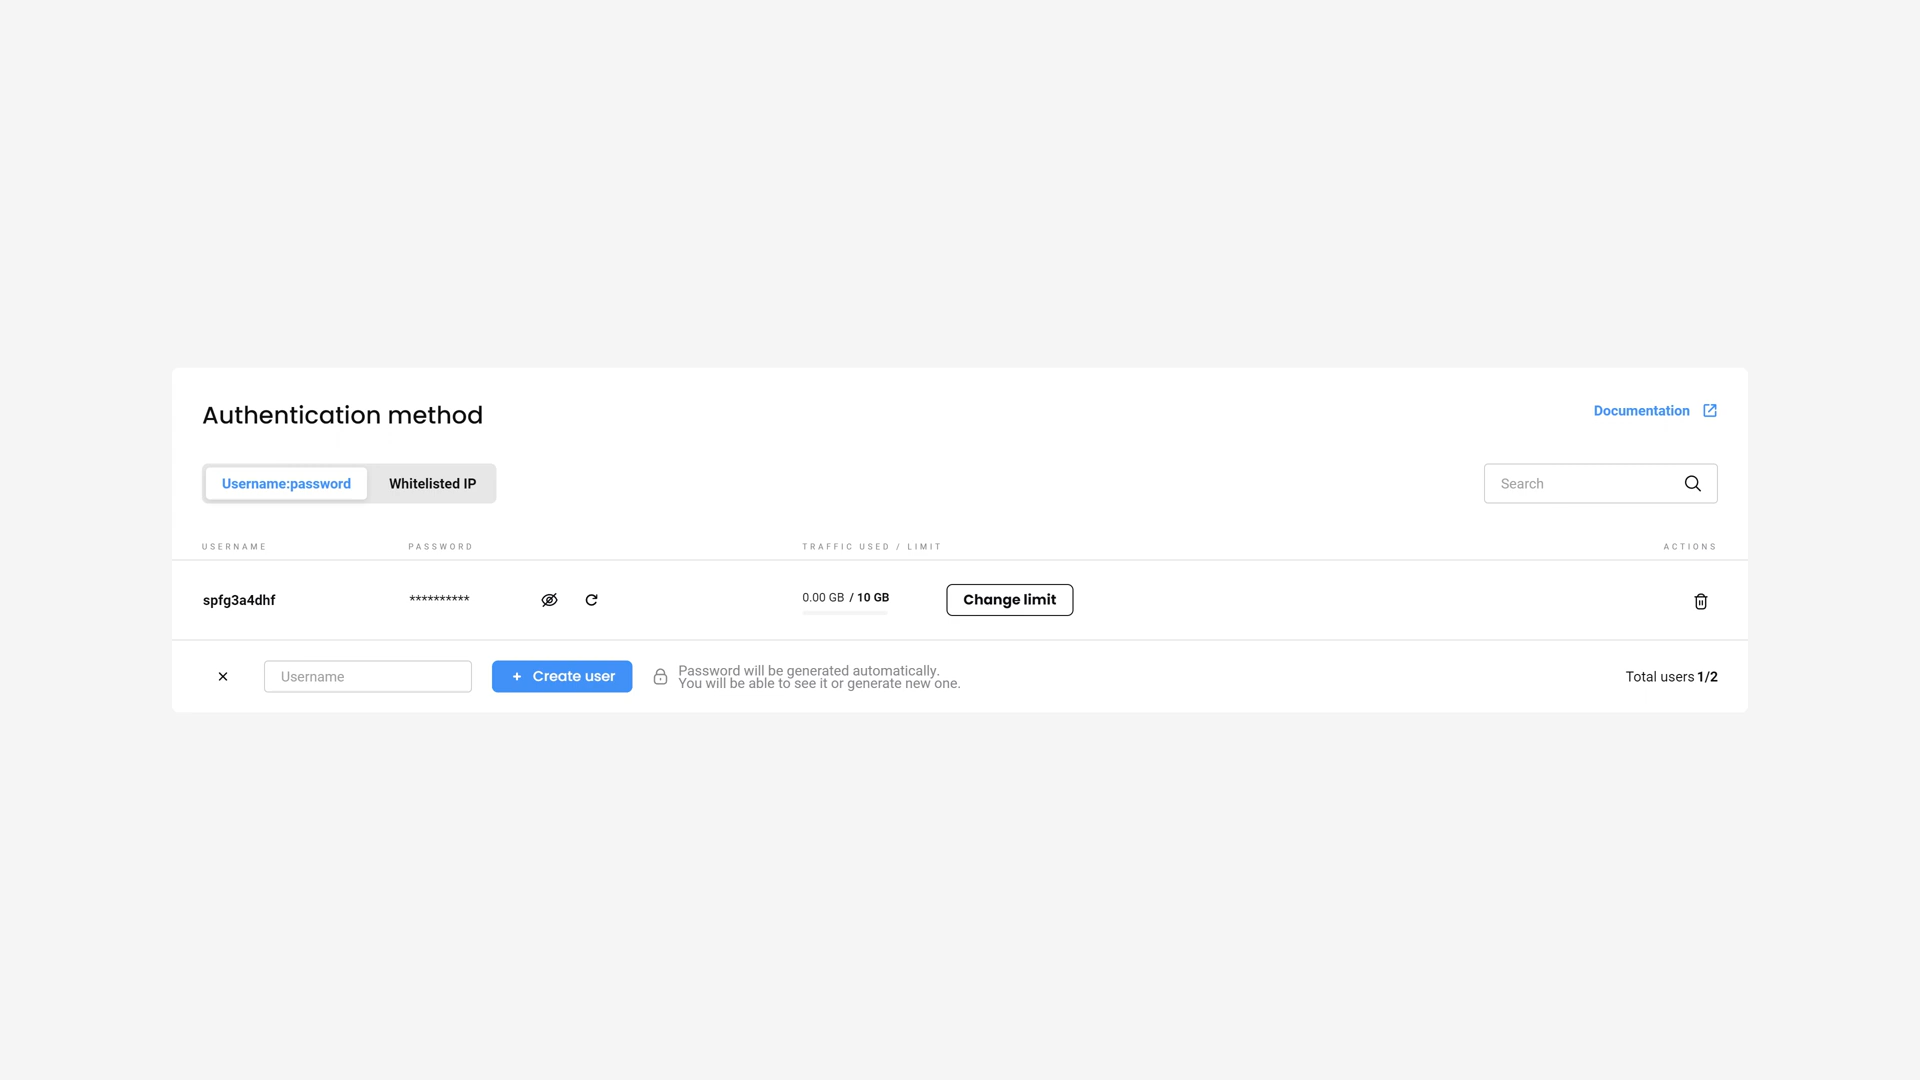 Authentication method
Documentation
Username:password
Whitelisted IP
Search
USERNAME
PASSWORD
TRAFFIC USED / LIMIT
ACTIONS
spfg3a4dhf
**********
0.00 GB / 10 GB
Change limit
Username
+ Create user
Password will be generated automatically.
You will be able to see it or generate new one.
Total users 1/2